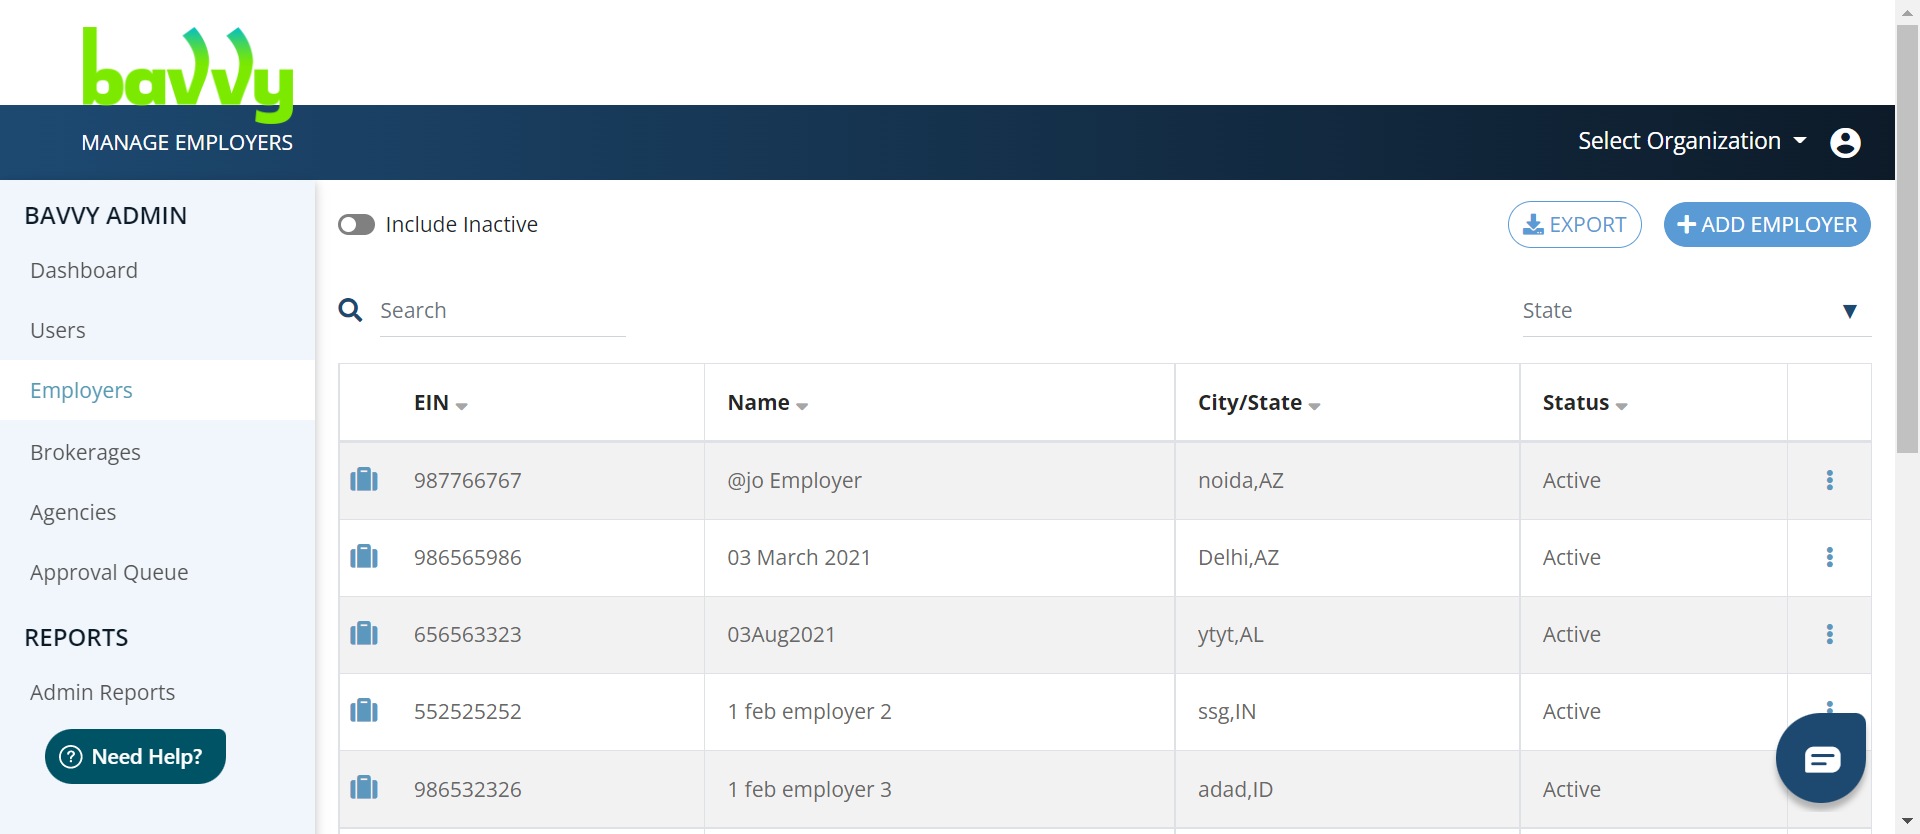 bavvy
MANAGE EMPLOYERS
Select Organization
BAVVY ADMIN
Dashboard
Users
Employers
Brokerages
Agencies
Approval Queue
REPORTS
Admin Reports
? Need Help?
Include Inactive
EXPORT
ADD EMPLOYER
Search
State
EIN Name City/State Status
987766767 @jo Employer noida,AZ Active
986565986 03 March 2021 Delhi,AZ Active
656563323 03Aug2021 ytyt,AL Active
552525252 1 feb employer 2 ssg,IN Active
986532326 1 feb employer 3 adad,ID Active